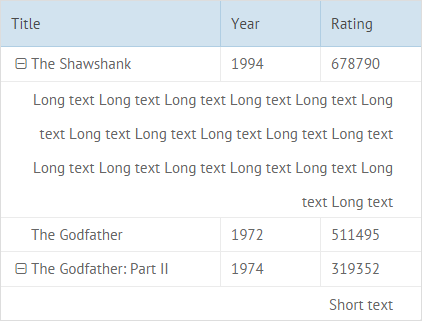 Title Year Rating
The Shawshank 1994 678790
Long text Long text Long text Long text Long text Long
text Long text Long text Long text Long text Long text
Long text Long text Long text Long text Long text Long
text Long text
The Godfather 1972 511495
The Godfather: Part II 1974 319352
Short text